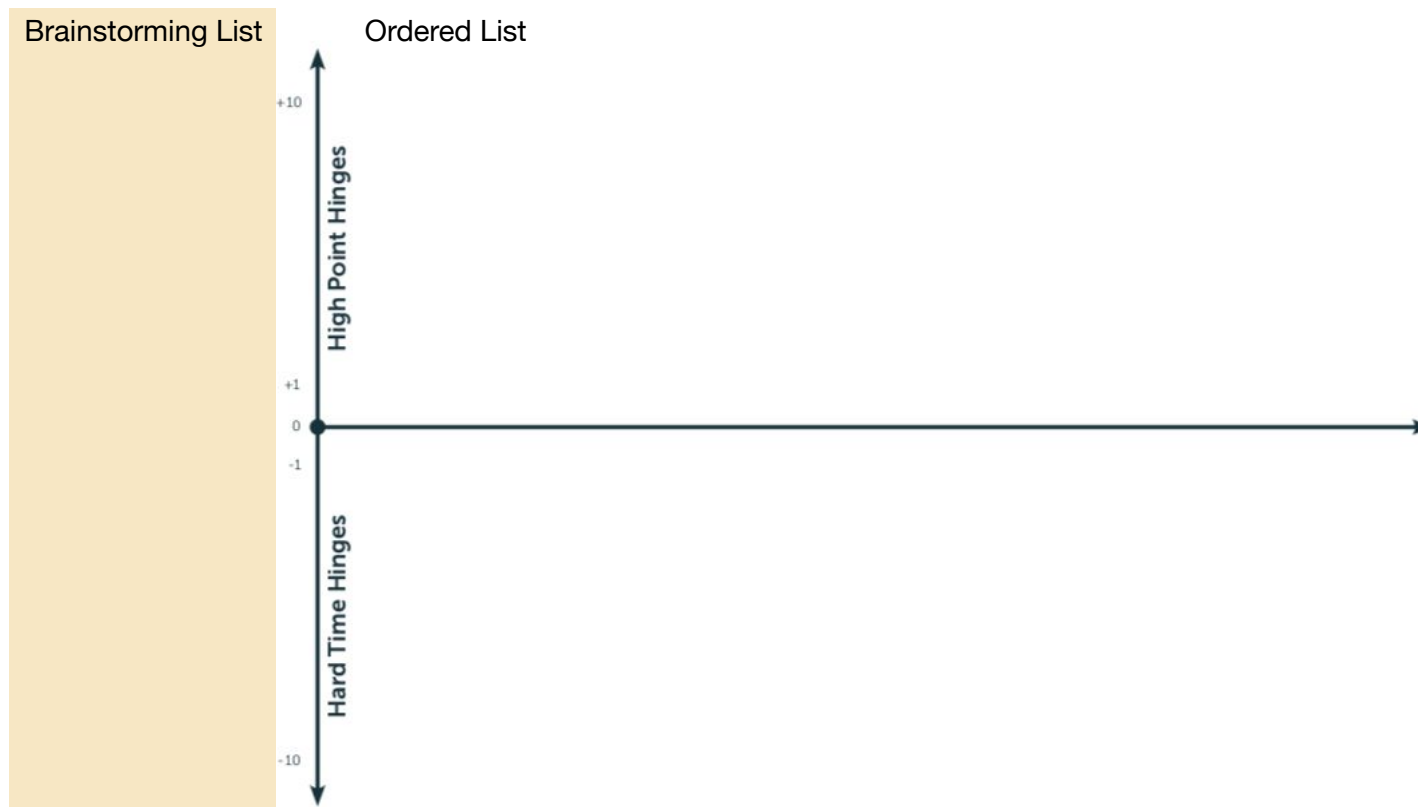 Brainstorming List
Ordered List
+10
High Point Hinges
+1
0
-1
Hard Time Hinges
-10